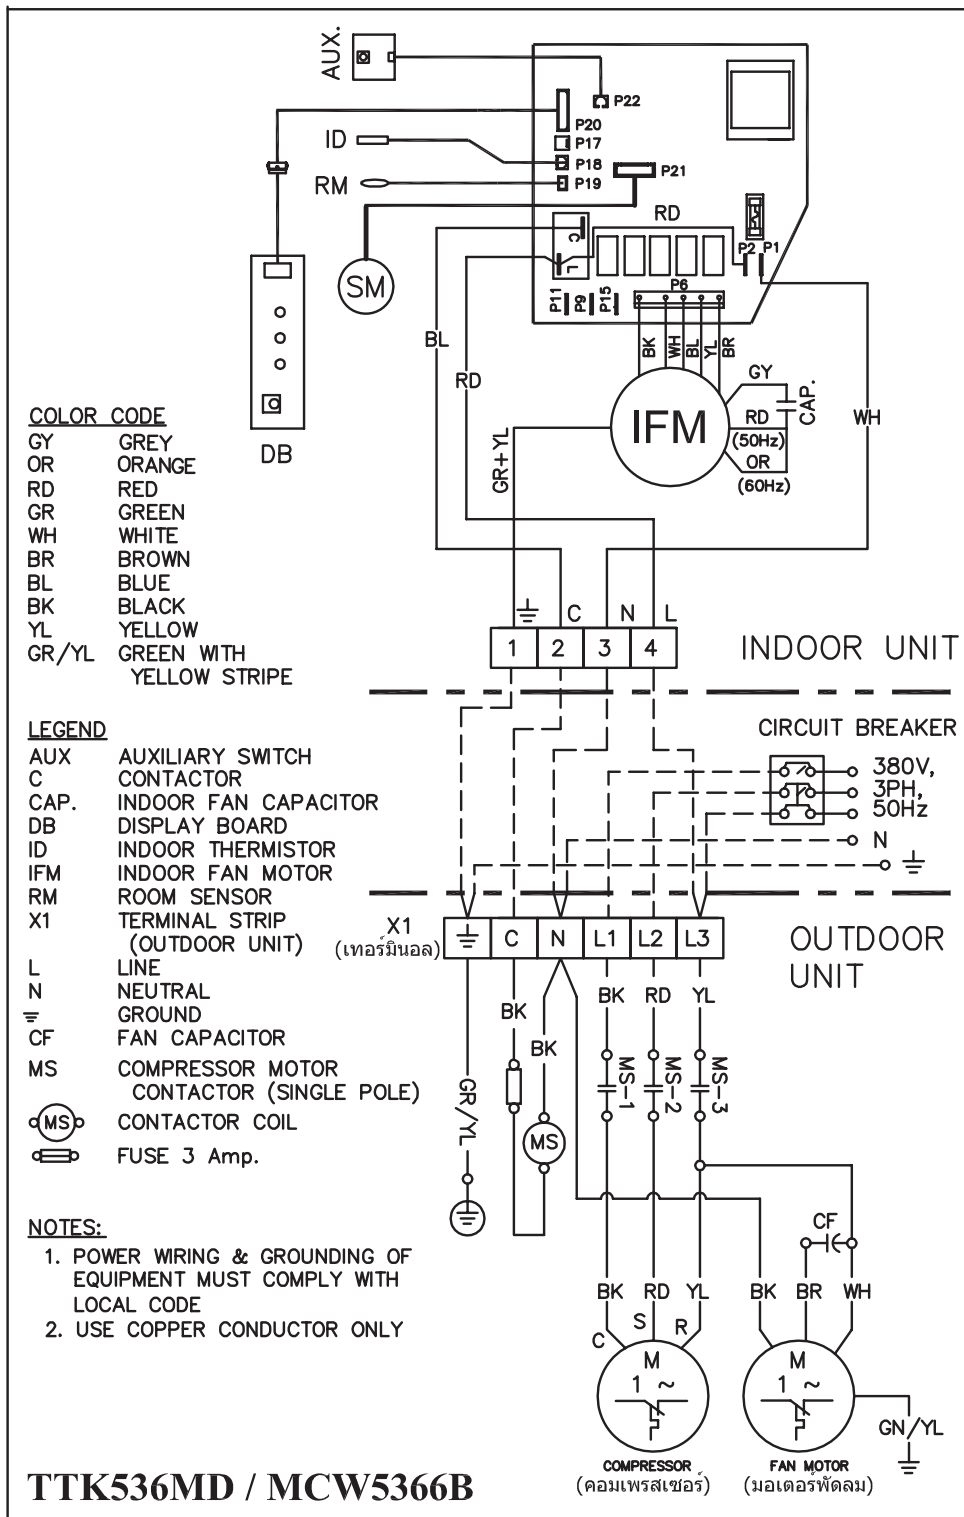 AUX.
P22
P20
P17
ID
P18
P21
RM
P19
RD
C
P2 P1
L
SM
P11
P9
P15
P6
BL
BK
WH
BL
YL
BR
RD
GY
CAP.
IFM
RD
(50Hz)
WH
OR
(60Hz)
GR+YL
DB
COLOR CODE
GY GREY
OR ORANGE
RD RED
GR GREEN
WH WHITE
BR BROWN
BL BLUE
BK BLACK
YL YELLOW
GR/YL GREEN WITH
YELLOW STRIPE
C N L
1 2 3 4
INDOOR UNIT
LEGEND
AUX AUXILIARY SWITCH
C CONTACTOR
CAP. INDOOR FAN CAPACITOR
DB DISPLAY BOARD
ID INDOOR THERMISTOR
IFM INDOOR FAN MOTOR
RM ROOM SENSOR
X1 TERMINAL STRIP
(OUTDOOR UNIT)
L LINE
N NEUTRAL
GROUND
CF FAN CAPACITOR
MS COMPRESSOR MOTOR
CONTACTOR (SINGLE POLE)
MS CONTACTOR COIL
FUSE 3 Amp.
CIRCUIT BREAKER
380V,
3PH,
50Hz
N
X1
(เทอร์มินอล)
C N L1 L2 L3
OUTDOOR
UNIT
BK RD YL
BK
BK
MS-1
MS-2
MS-3
GR/YL
MS
CF
NOTES:
1. POWER WIRING & GROUNDING OF
EQUIPMENT MUST COMPLY WITH
LOCAL CODE
2. USE COPPER CONDUCTOR ONLY
BK RD YL
BK BR WH
C S R
M
1 ~
M
1 ~
GN/YL
COMPRESSOR
(คอมเพรสเซอร์)
FAN MOTOR
(มอเตอร์พัดลม)
TTK536MD / MCW5366B